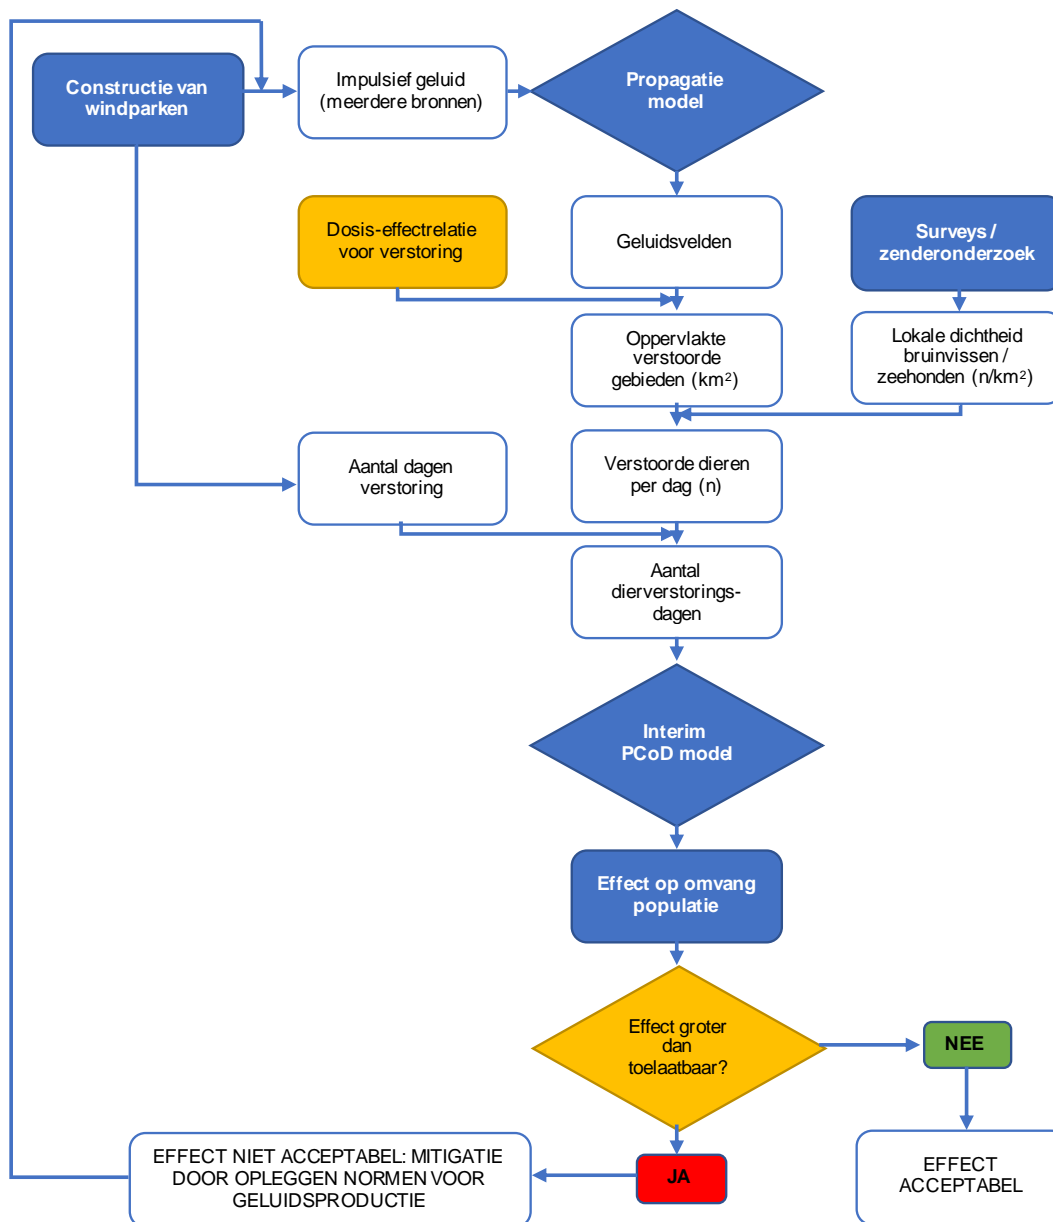 Constructie van
windparken
Impulsief geluid
(meerdere bronnen)
Propagatie
model
Dosis-effectrelatie
voor verstoring
Geluidsvelden
Surveys /
zenderonderzoek
Oppervlakte
verstoorde
gebieden (km²)
Lokale dichtheid
bruinvissen /
zeehonden (n/km²)
Aantal dagen
verstoring
Verstoorde dieren
per dag (n)
Aantal
dierverstorings-
dagen
Interim
PCoD model
Effect op omvang
populatie
Effect groter
dan
toelaatbaar?
NEE
JA
EFFECT NIET ACCEPTABEL: MITIGATIE
DOOR OPLEGGEN NORMEN VOOR
GELUIDSPRODUCTIE
EFFECT
ACCEPTABEL